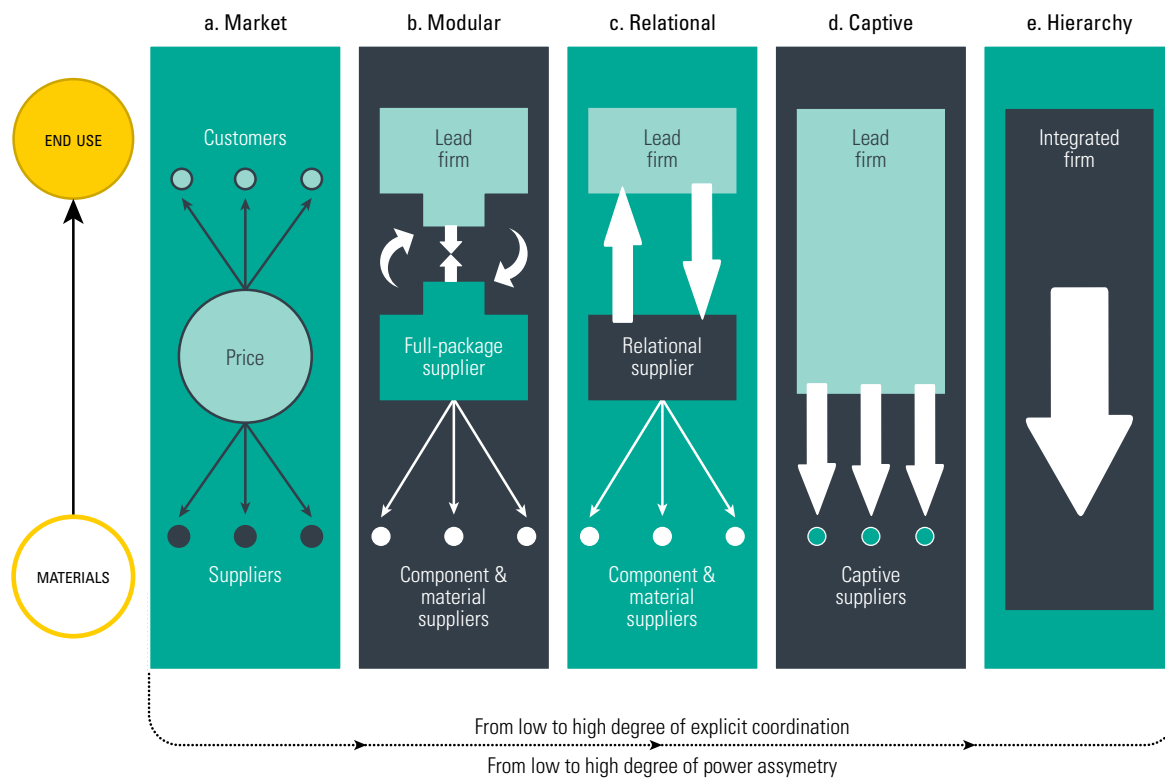 a. Market
b. Modular
c. Relational
d. Captive
e. Hierarchy
END USE
MATERIALS
Customers
Price
Suppliers
Lead
firm
Full-package
supplier
Component &
material
suppliers
Lead
firm
Relational
supplier
Component &
material
suppliers
Lead
firm
Captive
suppliers
Integrated
firm
From low to high degree of explicit coordination
From low to high degree of power assymetry